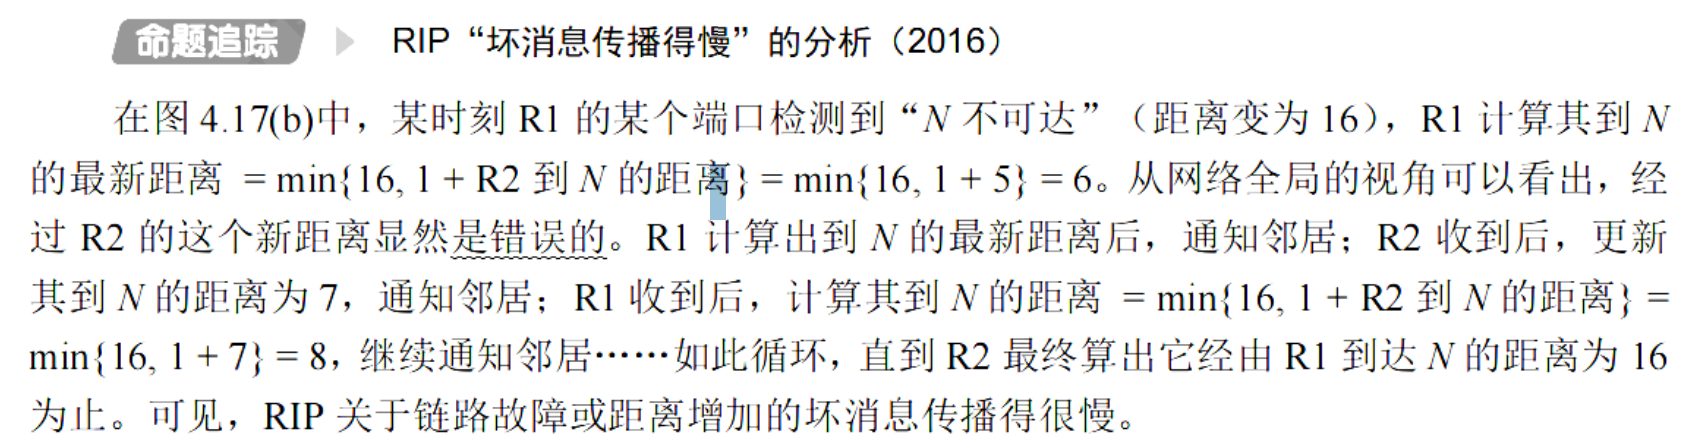 命题追踪 RIP“坏消息传播得慢”的分析（2016）
在图 4.17(b)中，某时刻 R1 的某个端口检测到“N 不可达”（距离变为 16），R1 计算其到 N
的最新距离 = min{16, 1 + R2 到 N 的距离} = min{16, 1 + 5} = 6。从网络全局的视角可以看出，经
过 R2 的这个新距离显然是错误的。R1 计算出到 N 的最新距离后，通知邻居；R2 收到后，更新
其到 N 的距离为 7，通知邻居；R1 收到后，计算其到 N 的距离 = min{16, 1 + R2 到 N 的距离} =
min{16, 1 + 7} = 8，继续通知邻居……如此循环，直到 R2 最终算出它经由 R1 到达 N 的距离为 16
为止。可见，RIP 关于链路故障或距离增加的坏消息传播得很慢。